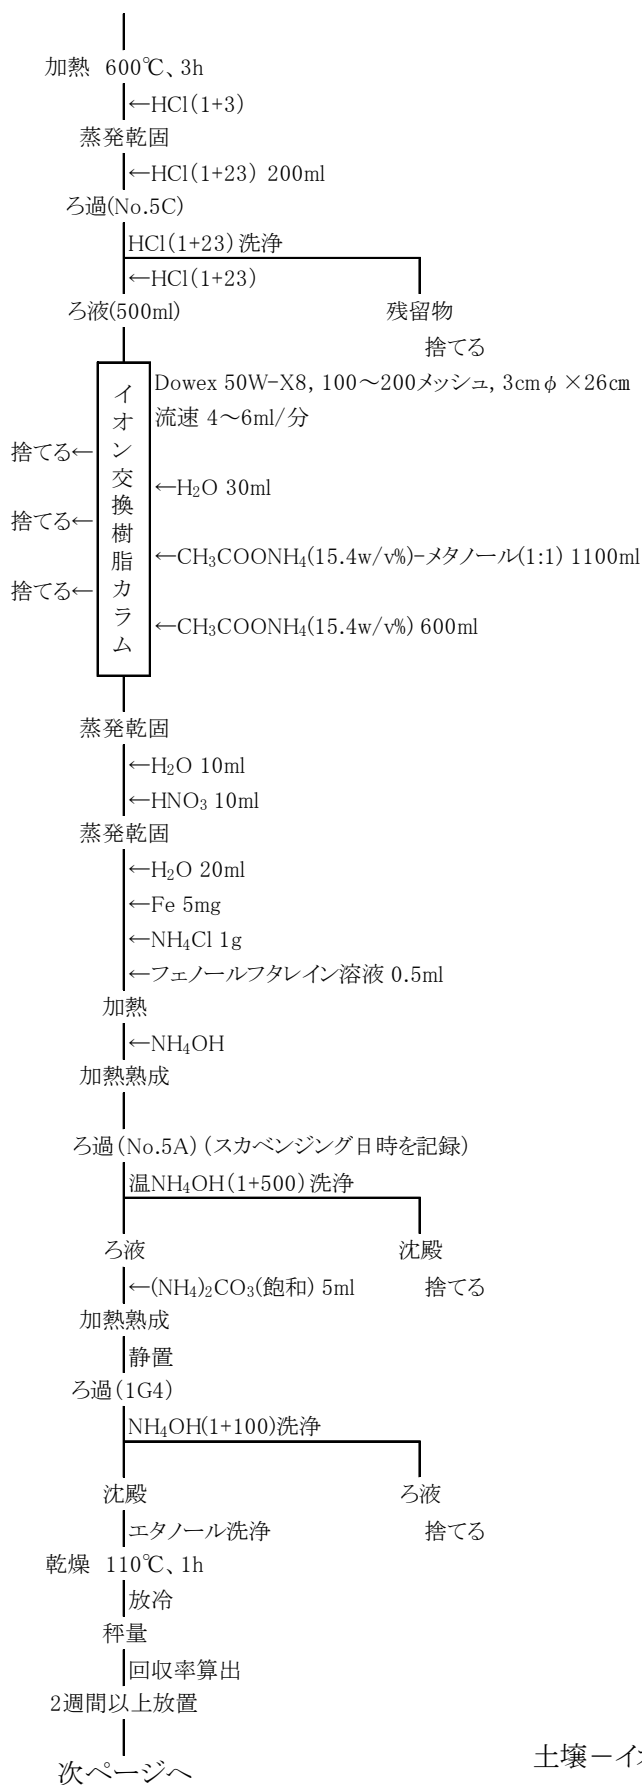 加熱 600℃、3h
←HCl(1+3)
蒸発乾固
←HCl(1+23) 200ml
ろ過(No.5C)
HCl(1+23)洗浄
←HCl(1+23)
ろ液(500ml) 残留物
捨てる
イオン交換樹脂カラム
Dowex 50W-X8, 100～200メッシュ, 3cmφ×26cm
流速 4～6ml/分
捨てる←
←H₂O 30ml
捨てる←
←CH₃COONH₄(15.4w/v%)-メタノール(1:1) 1100ml
捨てる←
←CH₃COONH₄(15.4w/v%) 600ml
蒸発乾固
←H₂O 10ml
←HNO₃ 10ml
蒸発乾固
←H₂O 20ml
←Fe 5mg
←NH₄Cl 1g
←フェノールフタレイン溶液 0.5ml
加熱
←NH₄OH
加熱熟成
ろ過(No.5A)(スカベンジング日時を記録)
温NH₄OH(1+500)洗浄
ろ液 沈殿
←(NH₄)₂CO₃(飽和) 5ml 捨てる
加熱熟成
静置
ろ過(1G4)
NH₄OH(1+100)洗浄
沈殿 ろ液
エタノール洗浄 捨てる
乾燥 110℃、1h
放冷
秤量
回収率算出
2週間以上放置
次ページへ
土壌－イ